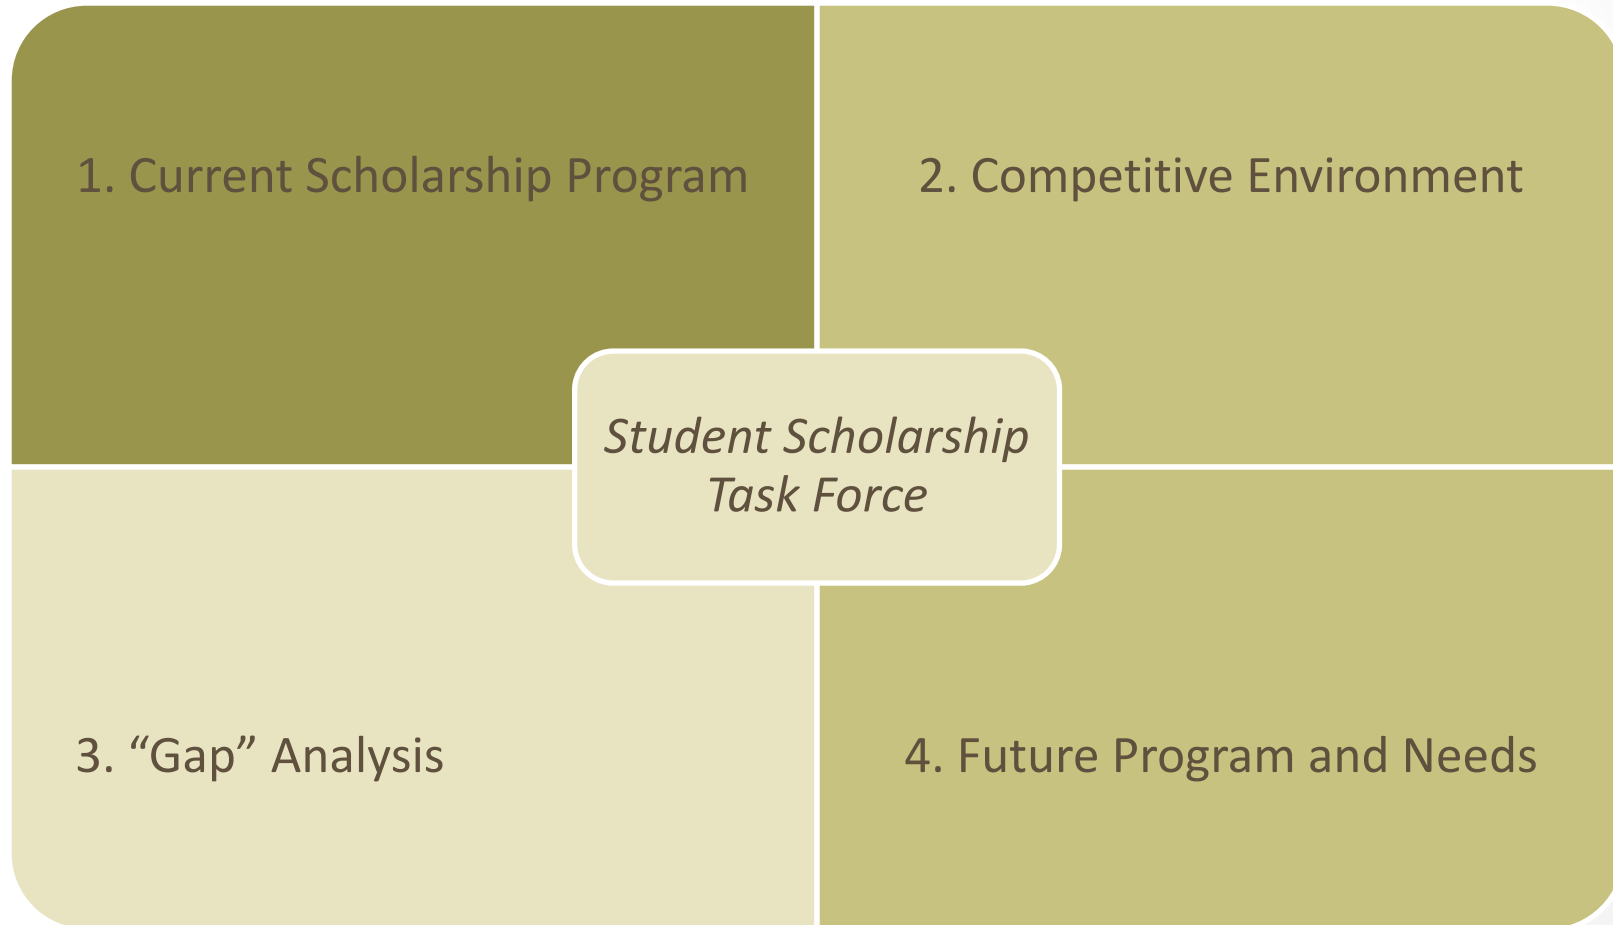 1. Current Scholarship Program
2. Competitive Environment
Student Scholarship
Task Force
3. “Gap” Analysis
4. Future Program and Needs